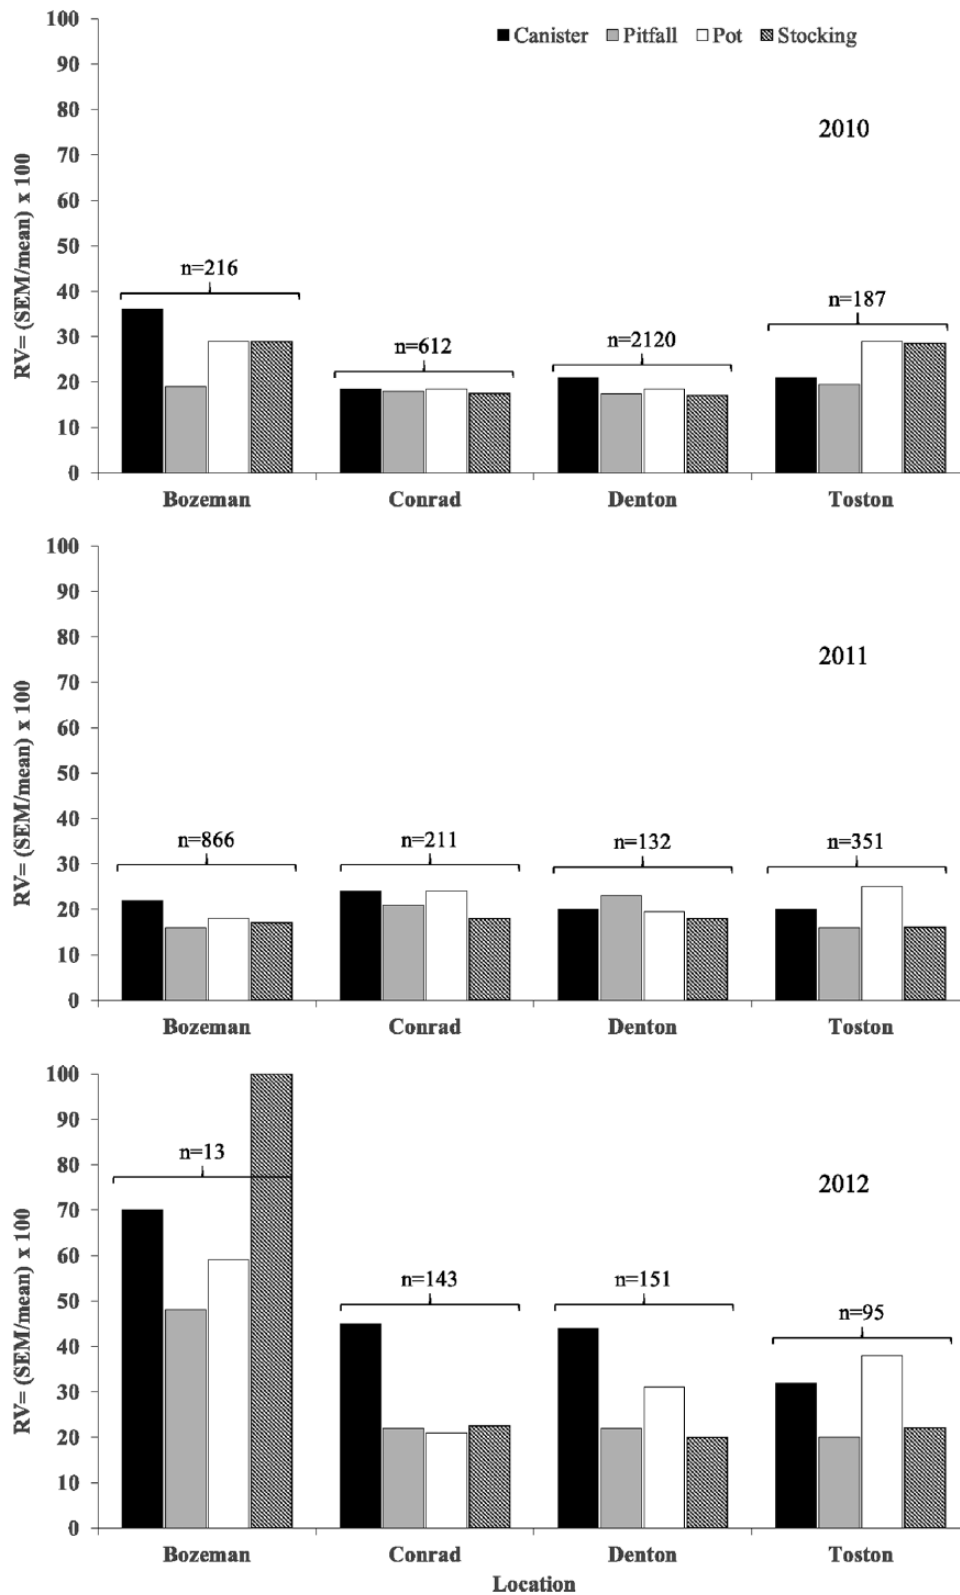 Canister Pitfall Pot Stocking
2010
RV= (SEM/mean) x 100
100
90
80
70
60
50
40
30
20
10
0
n=216
n=612
n=2120
n=187
Bozeman Conrad Denton Toston
2011
RV= (SEM/mean) x 100
100
90
80
70
60
50
40
30
20
10
0
n=866
n=211
n=132
n=351
Bozeman Conrad Denton Toston
2012
RV= (SEM/mean) x 100
100
90
80
70
60
50
40
30
20
10
0
n=13
n=143
n=151
n=95
Bozeman Conrad Denton Toston
Location